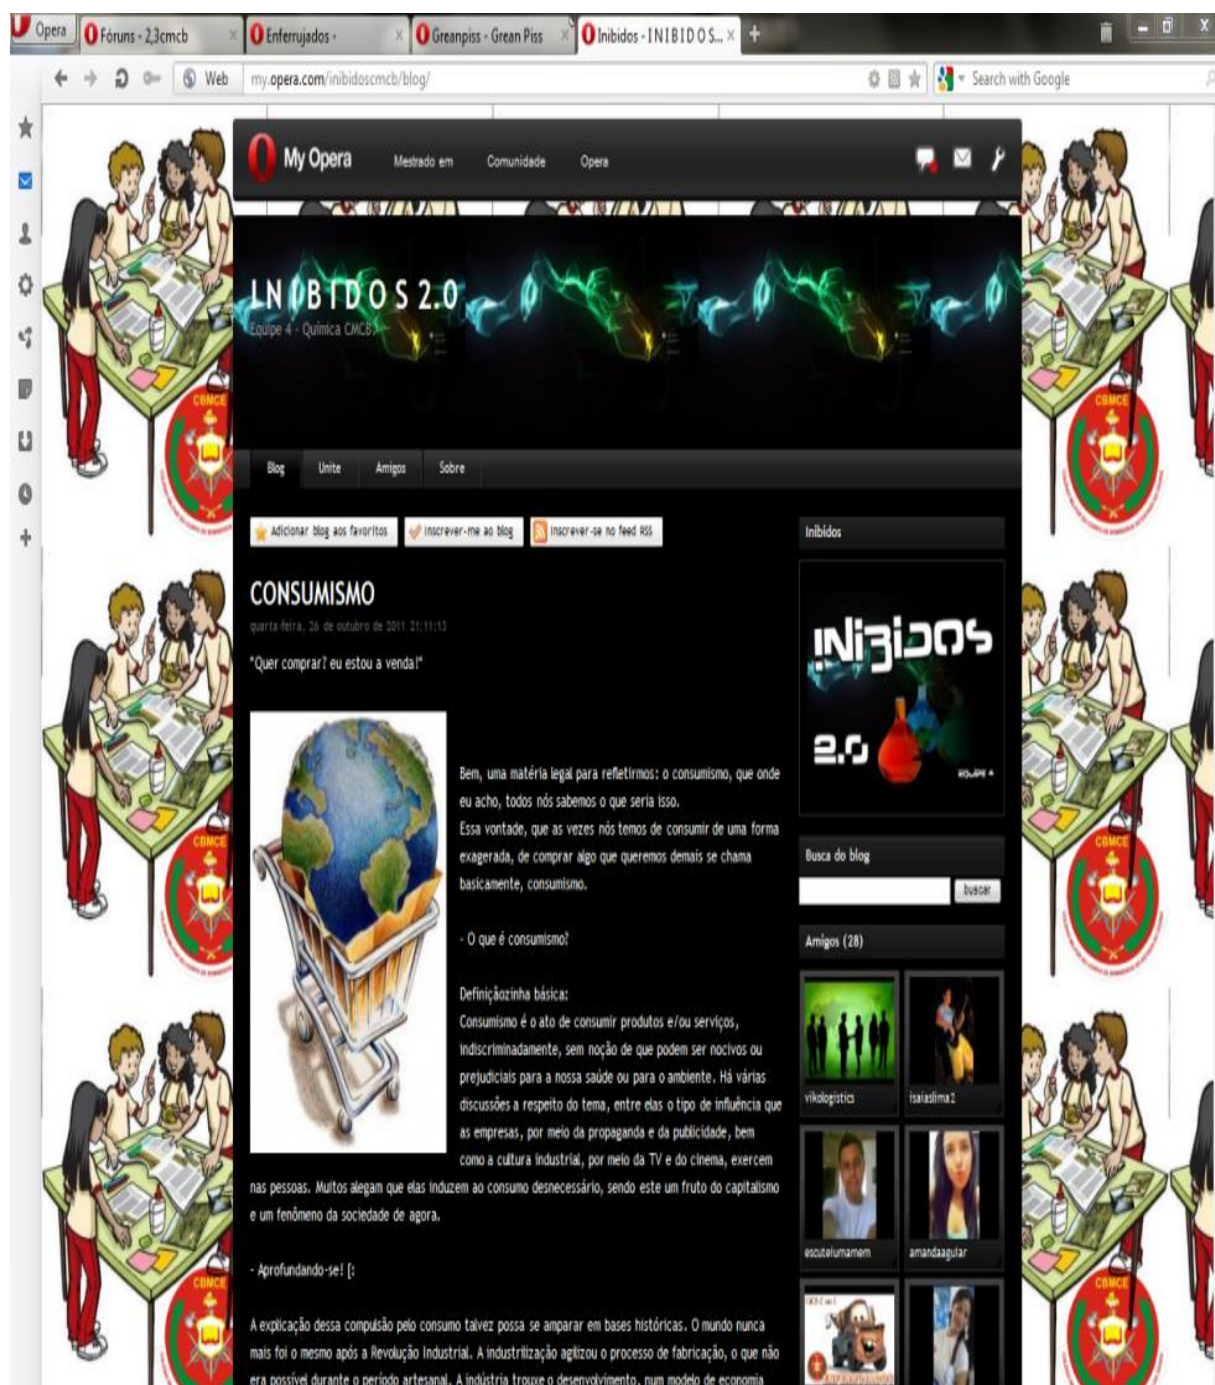 Opera
Fóruns - 2,3cmcb
Enferrujados -
Greanpiss - Grean Piss
Inibidos - I N I B I D O S...
Web
my.opera.com/inibidoscmcb/blog/
Search with Google
My Opera
Mestrado em
Comunidade
Opera
I N I B I D O S 2.0
Equipe 4 - Química CMCB.
Blog
Unite
Amigos
Sobre
Adicionar blog aos favoritos
Inscrever-me ao blog
Inscrever-se no feed RSS
CONSUMISMO
quarta-feira, 26 de outubro de 2011 21:11:13
"Quer comprar? eu estou a venda!"
Bem, uma matéria legal para refletirmos: o consumismo, que onde
eu acho, todos nós sabemos o que seria isso.
Essa vontade, que as vezes nós temos de consumir de uma forma
exagerada, de comprar algo que queremos demais se chama
basicamente, consumismo.
- O que é consumismo?
Definiçãozinha básica:
Consumismo é o ato de consumir produtos e/ou serviços,
indiscriminadamente, sem noção de que podem ser nocivos ou
prejudiciais para a nossa saúde ou para o ambiente. Há várias
discussões a respeito do tema, entre elas o tipo de influência que
as empresas, por meio da propaganda e da publicidade, bem
como a cultura industrial, por meio da TV e do cinema, exercem
nas pessoas. Muitos alegam que elas induzem ao consumo desnecessário, sendo este um fruto do capitalismo
e um fenômeno da sociedade de agora.
- Aprofundando-se! [:
A explicação dessa compulsão pelo consumo talvez possa se amparar em bases históricas. O mundo nunca
mais foi o mesmo após a Revolução Industrial. A industrilização agilizou o processo de fabricação, o que não
era possível durante o período artesanal. A indústria trouxe o desenvolvimento, num modelo de economia
Inibidos
INIBIDOS
2.0
EQUIPE 4
Busca do blog
buscar
Amigos (28)
vikologistics
isaiaslima2
escuteiumamem
amandaaguiar
ENFERRUJADOS
CBMCE
CBMCE
CBMCE
CBMCE
CBMCE
CBMCE